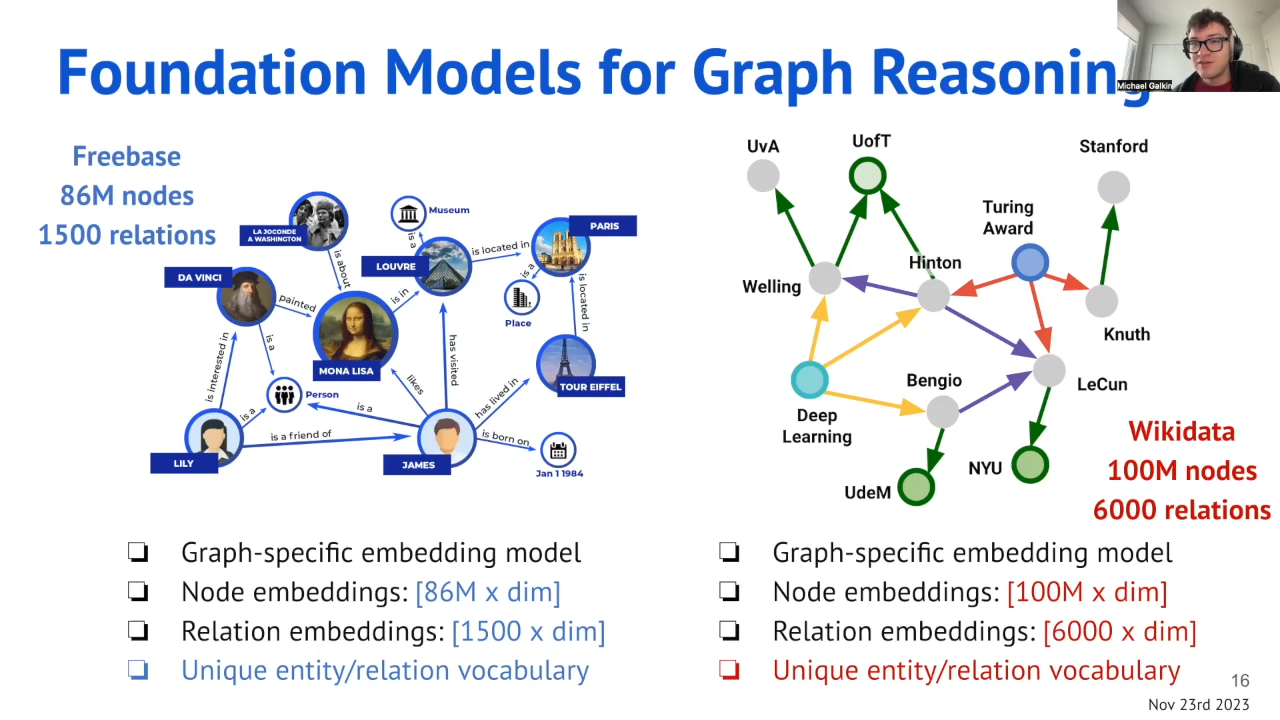 Foundation Models for Graph Reasoning
Michael Galkin
Freebase
86M nodes
1500 relations
LA JOCONDE
A WASHINGTON
Museum
PARIS
is a
is about
LOUVRE
is located in
DA VINCI
is a
painted
is in
Place
is located in
is a
is interested in
MONA LISA
has visited
likes
TOUR EIFFEL
has lived in
Person
is a
is a
is a friend of
is born on
LILY
JAMES
Jan 1 1984
UvA
UofT
Stanford
Turing
Award
Hinton
Welling
Knuth
Bengio
LeCun
Deep
Learning
NYU
UdeM
Wikidata
100M nodes
6000 relations
❏ Graph-specific embedding model
❏ Node embeddings: [86M x dim]
❏ Relation embeddings: [1500 x dim]
❏ Unique entity/relation vocabulary
❏ Graph-specific embedding model
❏ Node embeddings: [100M x dim]
❏ Relation embeddings: [6000 x dim]
❏ Unique entity/relation vocabulary
16
Nov 23rd 2023